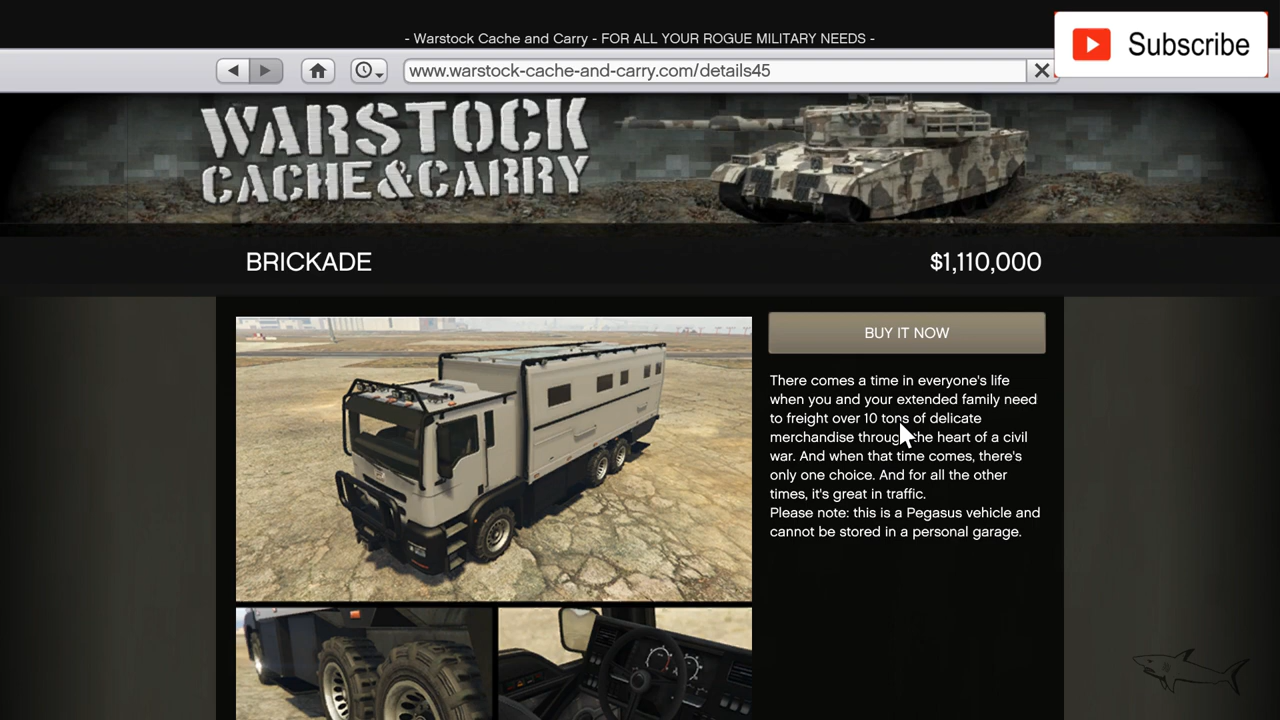 - Warstock Cache and Carry - FOR ALL YOUR ROGUE MILITARY NEEDS -
Subscribe
www.warstock-cache-and-carry.com/details45
WARSTOCK
CACHE & CARRY
BRICKADE
$1,110,000
BUY IT NOW
There comes a time in everyone's life
when you and your extended family need
to freight over 10 tons of delicate
merchandise through the heart of a civil
war. And when that time comes, there's
only one choice. And for all the other
times, it's great in traffic.
Please note: this is a Pegasus vehicle and
cannot be stored in a personal garage.